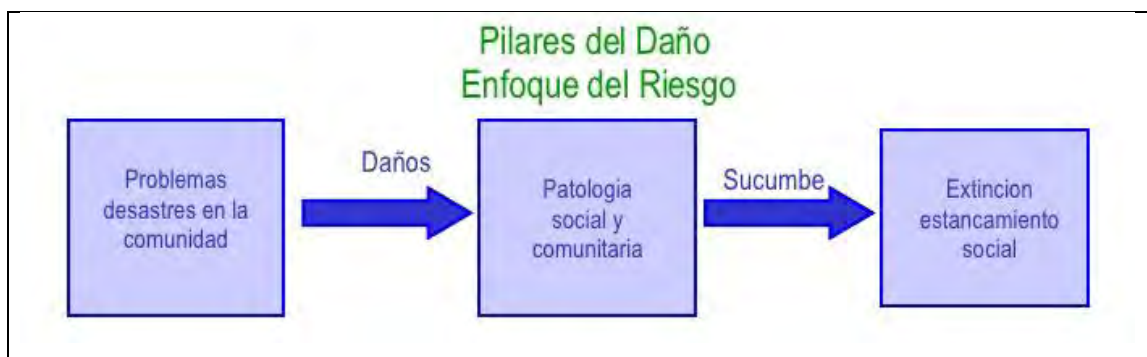 Pilares del Daño
Enfoque del Riesgo
Problemas
desastres en la
comunidad
Daños
Patologia
social y
comunitaria
Sucumbe
Extincion
estancamiento
social